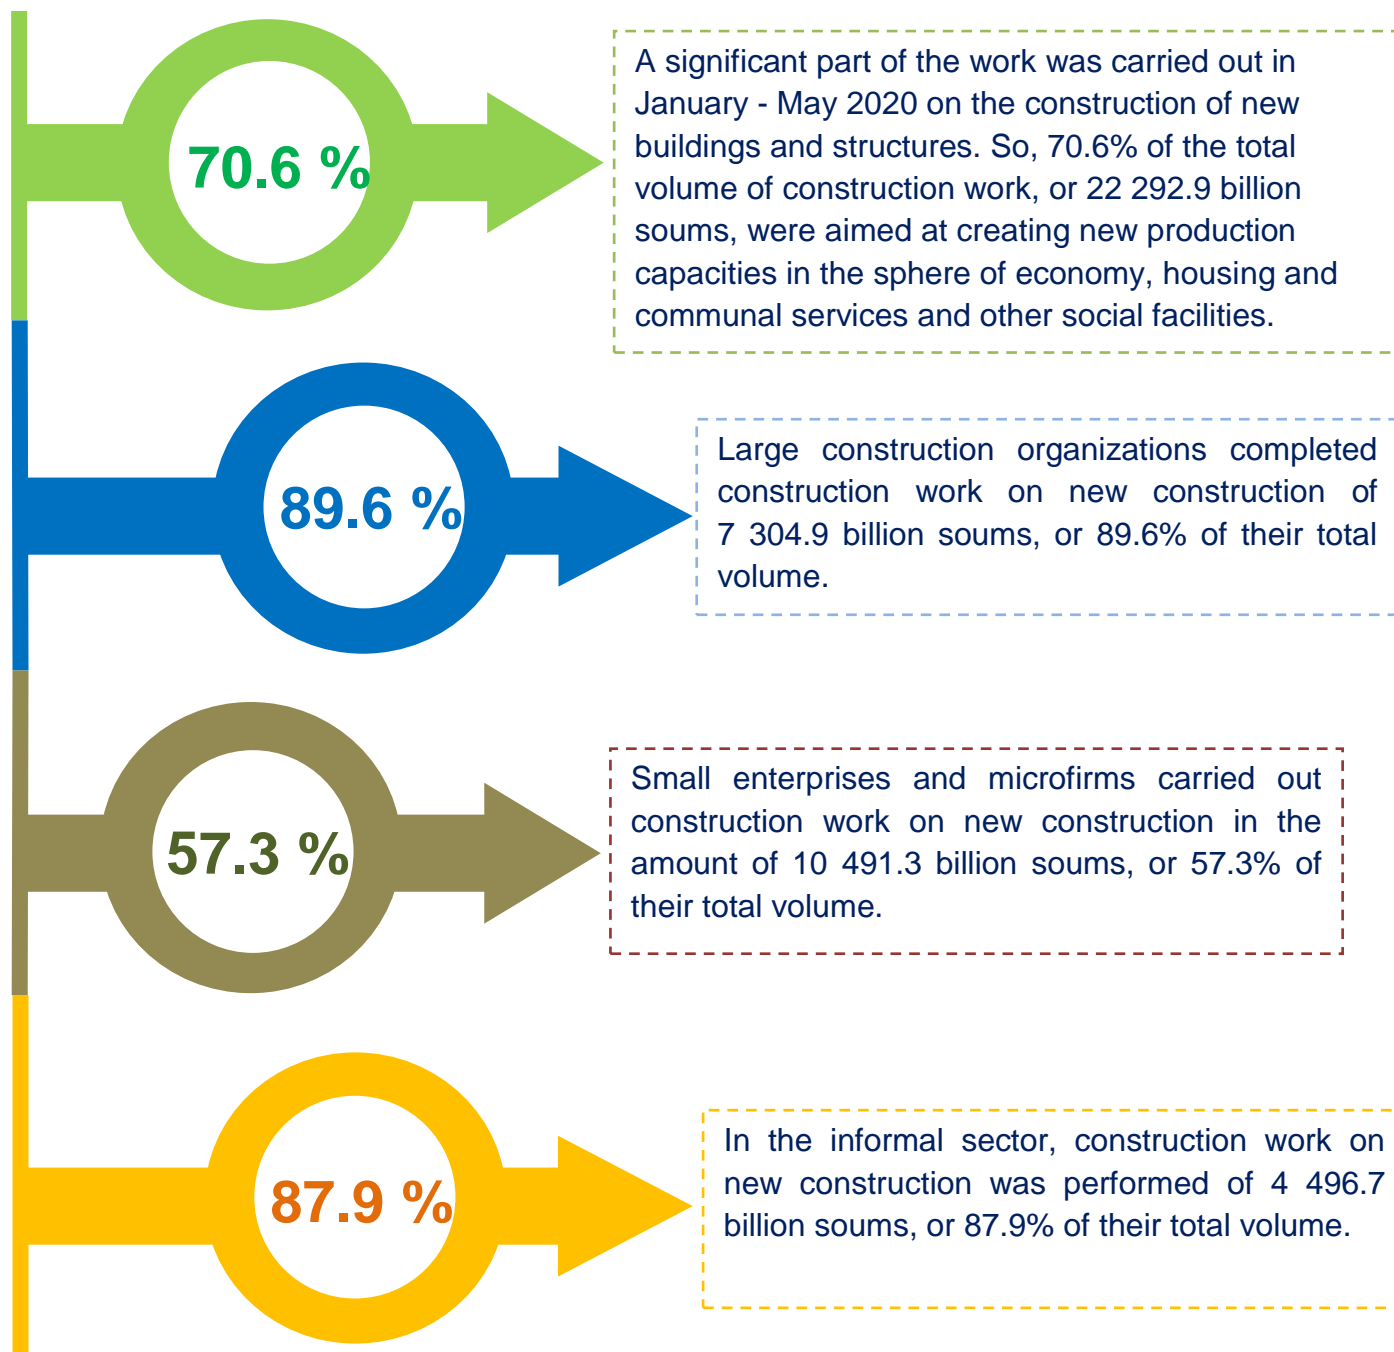 70.6 %
A significant part of the work was carried out in
January - May 2020 on the construction of new
buildings and structures. So, 70.6% of the total
volume of construction work, or 22 292.9 billion
soums, were aimed at creating new production
capacities in the sphere of economy, housing and
communal services and other social facilities.
89.6 %
Large construction organizations completed
construction work on new construction of
7 304.9 billion soums, or 89.6% of their total
volume.
57.3 %
Small enterprises and microfirms carried out
construction work on new construction in the
amount of 10 491.3 billion soums, or 57.3% of
their total volume.
87.9 %
In the informal sector, construction work on
new construction was performed of 4 496.7
billion soums, or 87.9% of their total volume.